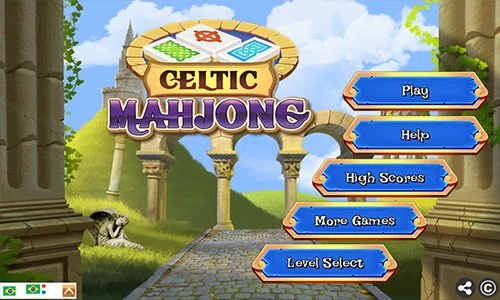 CELTIC
MAHJONG
Play
Help
High Scores
More Games
Level Select
©